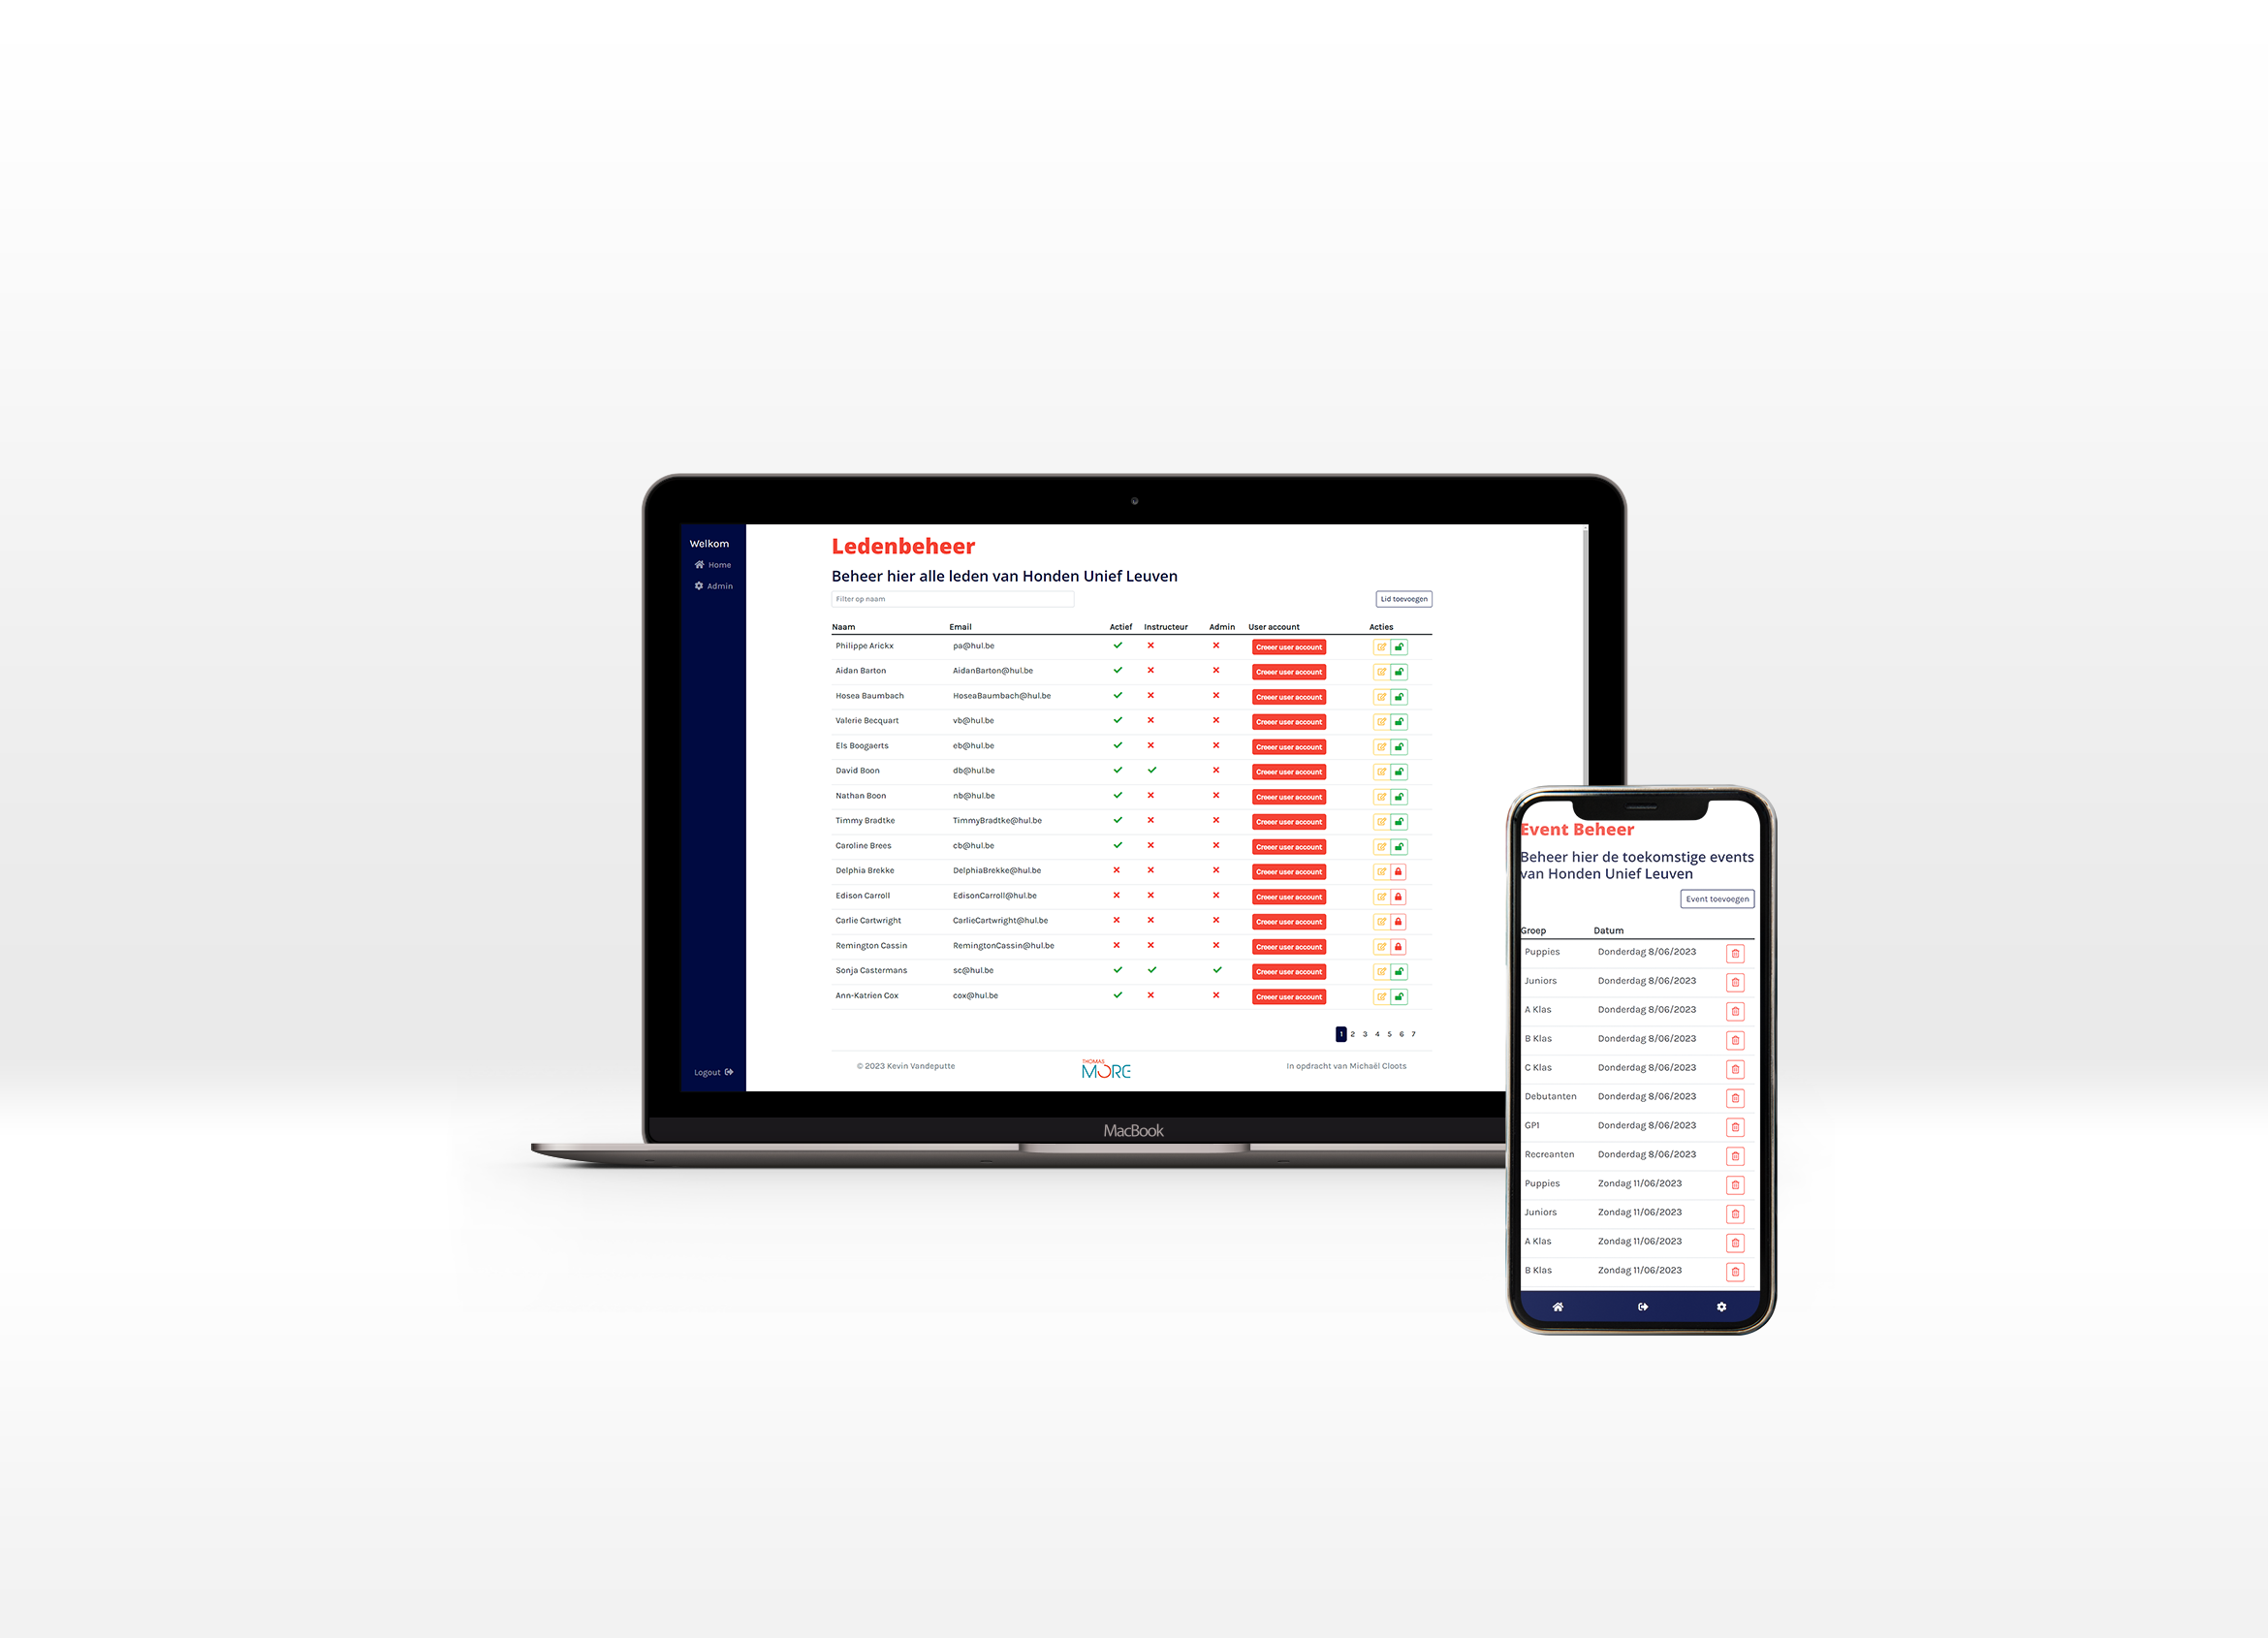 Welkom
Home
Admin
Logout
Ledenbeheer
Beheer hier alle leden van Honden Unief Leuven
Filter op naam
Lid toevoegen
Naam Email Actief Instructeur Admin User account Acties
Philippe Arickx pa@hul.be Creeer user account
Aidan Barton AidanBarton@hul.be Creeer user account
Hosea Baumbach HoseaBaumbach@hul.be Creeer user account
Valerie Becquart vb@hul.be Creeer user account
Els Boogaerts eb@hul.be Creeer user account
David Boon db@hul.be Creeer user account
Nathan Boon nb@hul.be Creeer user account
Timmy Bradtke TimmyBradtke@hul.be Creeer user account
Caroline Brees cb@hul.be Creeer user account
Delphia Brekke DelphiaBrekke@hul.be Creeer user account
Edison Carroll EdisonCarroll@hul.be Creeer user account
Carlie Cartwright CarlieCartwright@hul.be Creeer user account
Remington Cassin RemingtonCassin@hul.be Creeer user account
Sonja Castermans sc@hul.be Creeer user account
Ann-Katrien Cox cox@hul.be Creeer user account
1 2 3 4 5 6 7
© 2023 Kevin Vandeputte
THOMAS
MORE
In opdracht van Michaël Cloots
MacBook
Event Beheer
Beheer hier de toekomstige events
van Honden Unief Leuven
Event toevoegen
Groep Datum
Puppies Donderdag 8/06/2023
Juniors Donderdag 8/06/2023
A Klas Donderdag 8/06/2023
B Klas Donderdag 8/06/2023
C Klas Donderdag 8/06/2023
Debutanten Donderdag 8/06/2023
GP1 Donderdag 8/06/2023
Recreanten Donderdag 8/06/2023
Puppies Zondag 11/06/2023
Juniors Zondag 11/06/2023
A Klas Zondag 11/06/2023
B Klas Zondag 11/06/2023